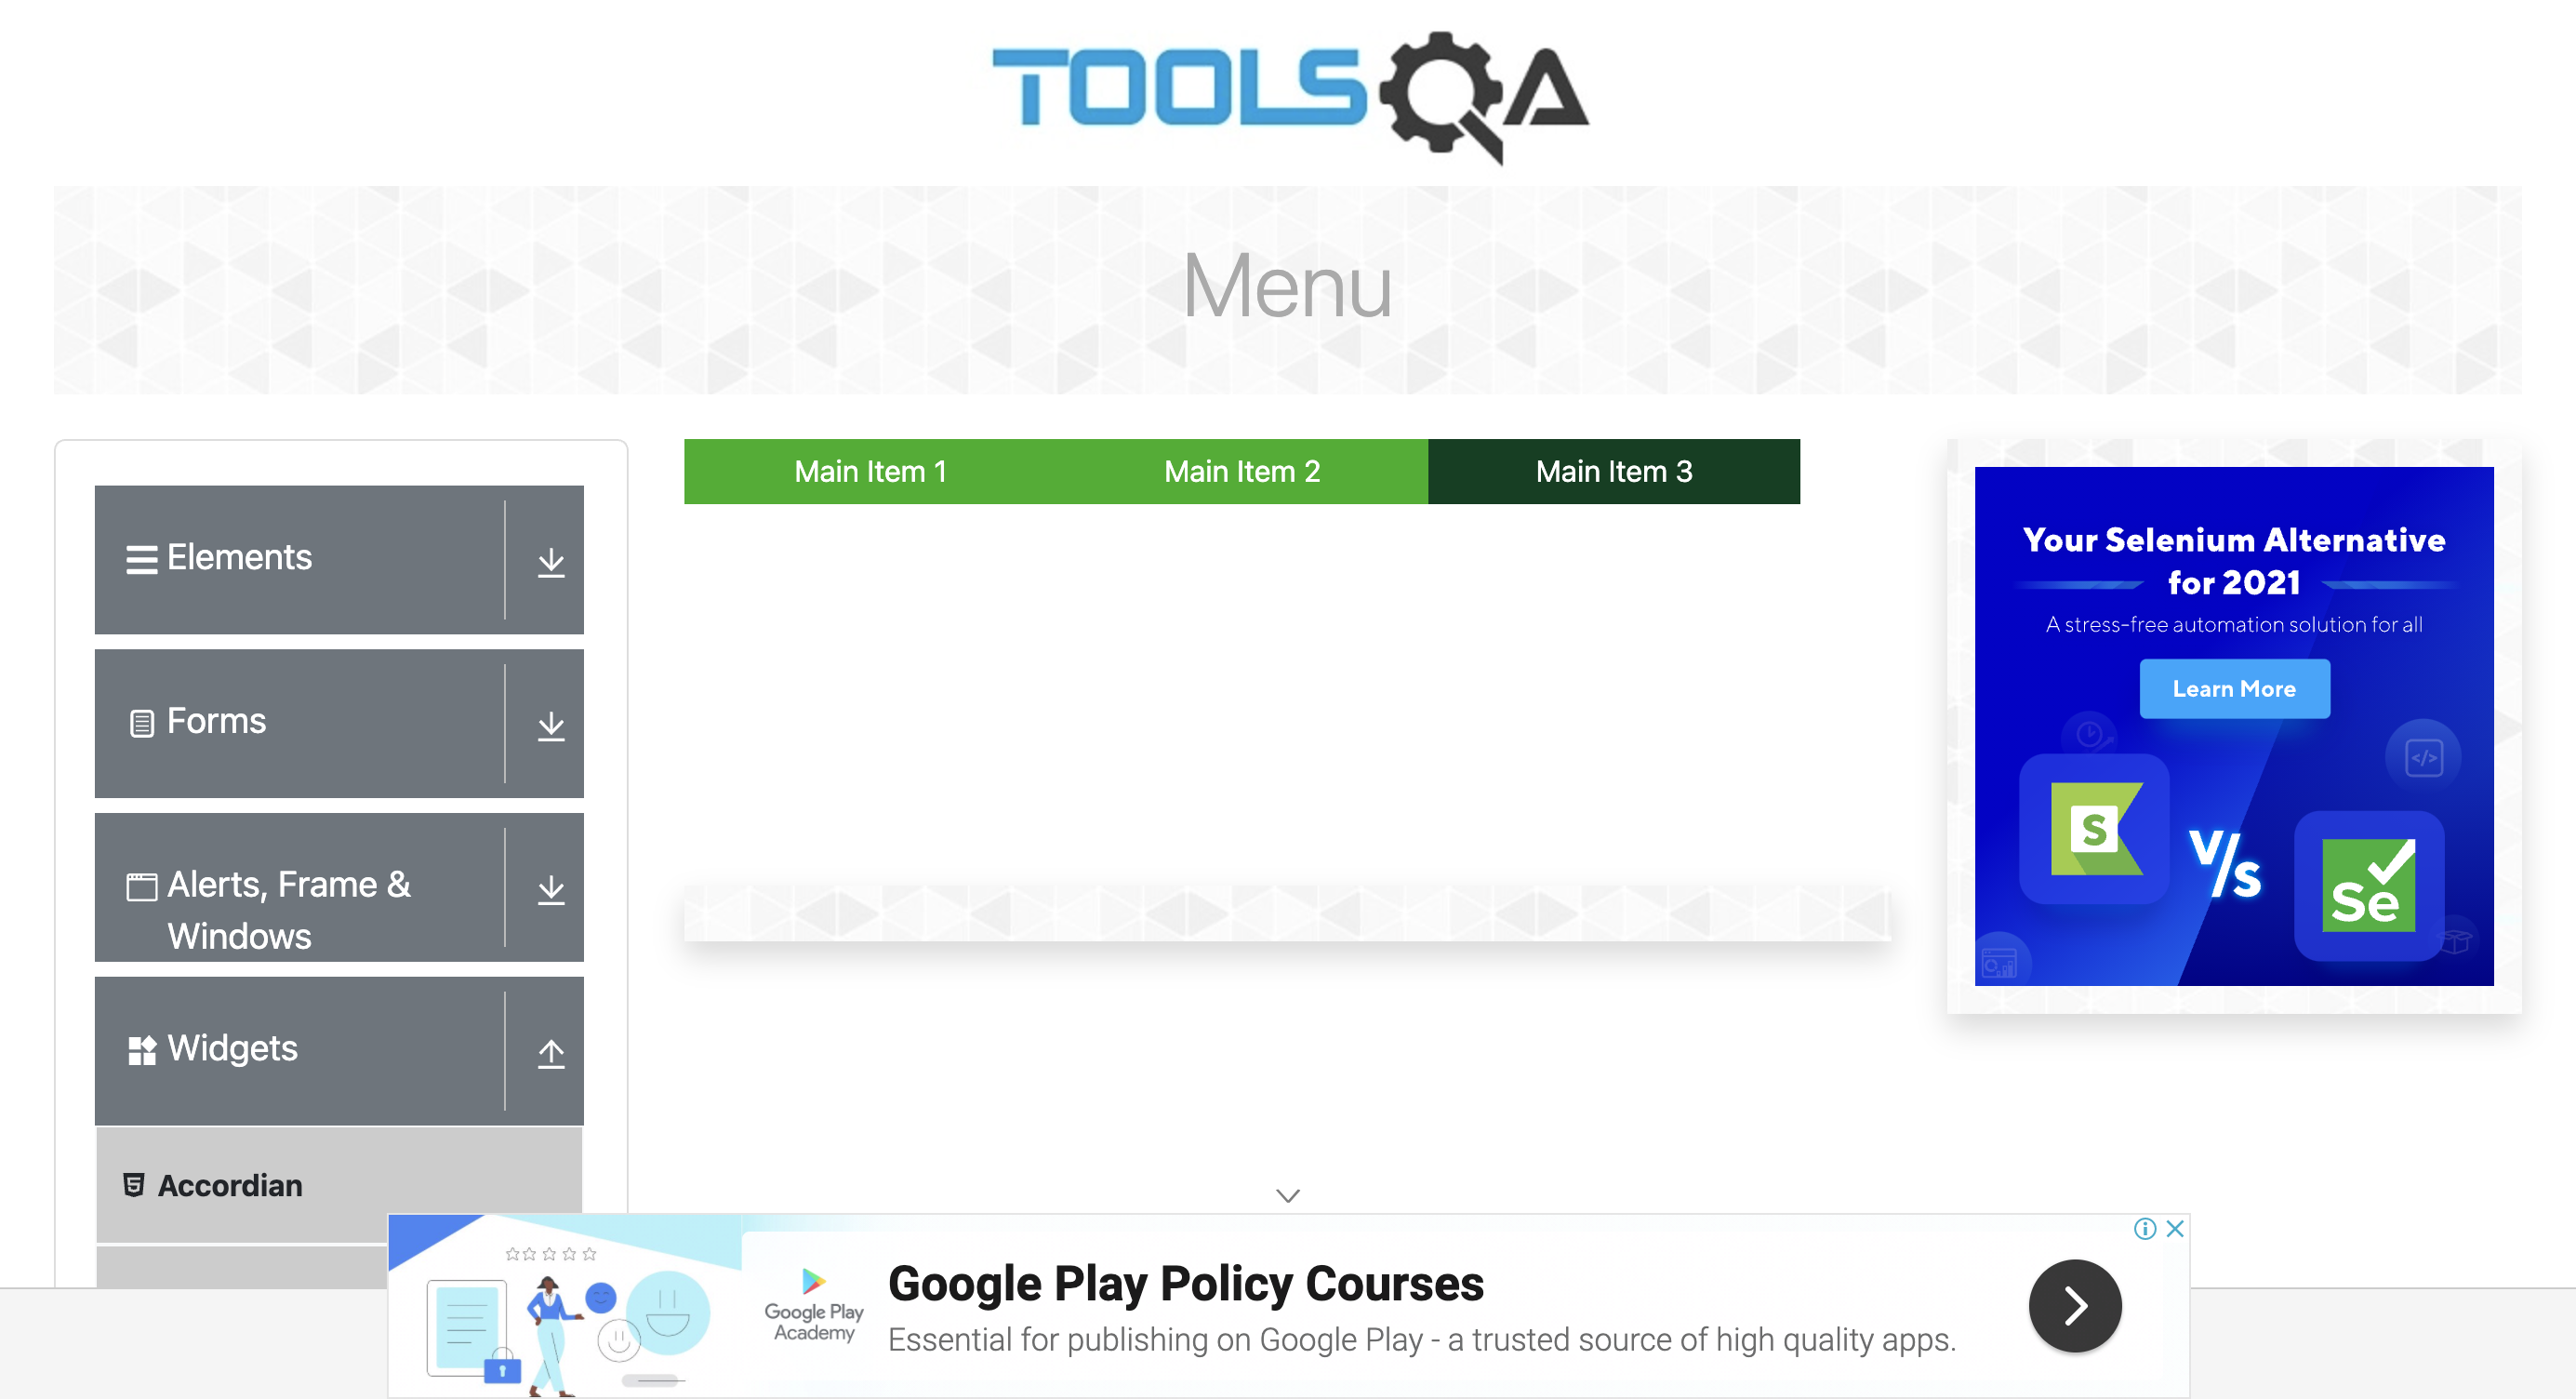 TOOLSQA
Menu
Main Item 1
Main Item 2
Main Item 3
Elements
Forms
Alerts, Frame &
Windows
Widgets
Accordian
Your Selenium Alternative
for 2021
A stress-free automation solution for all
Learn More
</>
S
V/s
Se
Google Play
Academy
Google Play Policy Courses
Essential for publishing on Google Play - a trusted source of high quality apps.